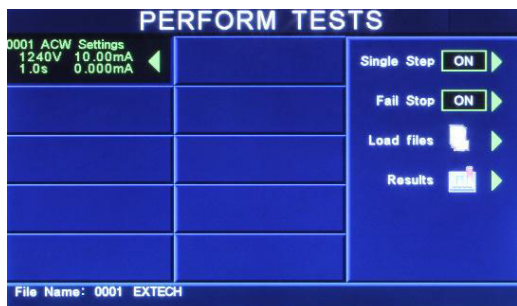 PERFORM TESTS
0001 ACW Settings
1240V 10.00mA
1.0s 0.000mA
Single Step ON
Fail Stop ON
Load files
Results
File Name: 0001 EXTECH